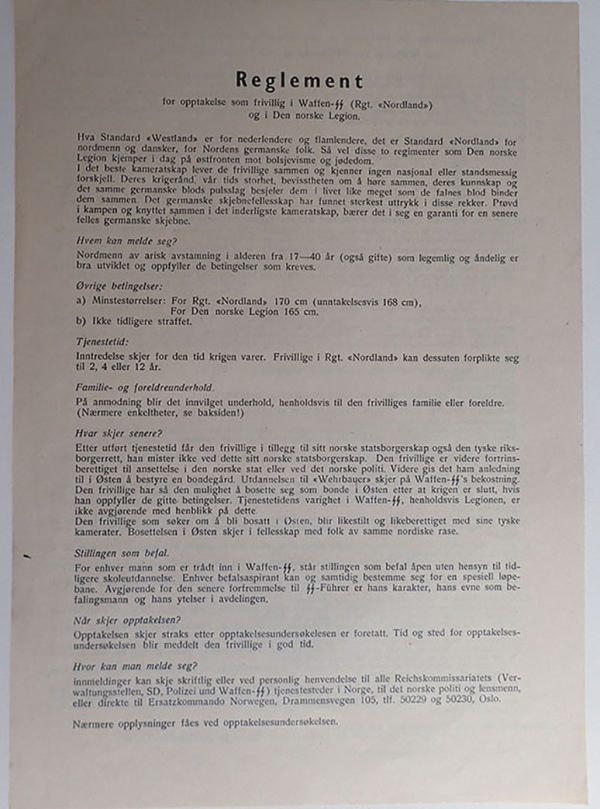 Reglement
for opptakelse som frivillig i Waffen-ϟϟ (Rgt. «Nordland»)
og i Den norske Legion.
Hva Standard «Westland» er for nederlendere og flamlendere, det er Standard «Nordland» for
nordmenn og dansker, for Nordens germanske folk. Så vel disse to regimenter som Den norske
Legion kjemper i dag på østfronten mot bolsjevisme og jødedom.
I det beste kameratskap lever de frivillige sammen og kjenner ingen nasjonal eller standsmessig
forskjell. Deres krigerånd, vår tids storhet, bevisstheten om å høre sammen, deres kunnskap og
det samme germanske blods pulsslag besjeler dem i livet like meget som de falnes blod binder
dem sammen. Det germanske skjebnefellesskap har funnet sterkest uttrykk i disse rekker. Prøvd
i kampen og knyttet sammen i det inderligste kameratskap, bærer det i seg en garanti for en senere
felles germanske skjebne.
Hvem kan melde seg?
Nordmenn av arisk avstamning i alderen fra 17—40 år (også gifte) som legemlig og åndelig er
bra utviklet og oppfyller de betingelser som kreves.
Øvrige betingelser:
a) Minstestørrelser: For Rgt. «Nordland» 170 cm (unntakelsesvis 168 cm),
For Den norske Legion 165 cm.
b) Ikke tidligere straffet.
Tjenestetid:
Inntredelse skjer for den tid krigen varer. Frivillige i Rgt. «Nordland» kan dessuten forplikte seg
til 2, 4 eller 12 år.
Familie- og foreldreunderhold.
På anmodning blir det innvilget underhold, henholdsvis til den frivilliges familie eller foreldre.
(Nærmere enkeltheter, se baksiden!)
Hvar skjer senere?
Etter utført tjenestetid får den frivillige i tillegg til sitt norske statsborgerskap også den tyske riks-
borgerrett, han mister ikke ved dette sitt norske statsborgerskap. Den frivillige er videre fortrins-
berettiget til ansettelse i den norske stat eller ved det norske politi. Videre gis det ham anledning
til i Østen å bestyre en bondegård. Utdannelsen til «Wehrbauer» skjer på Waffen-ϟϟ's bekostning.
Den frivillige har så den mulighet å bosette seg som bonde i Østen etter at krigen er slutt, hvis
han oppfyller de gitte betingelser. Tjenestetidens varighet i Waffen-ϟϟ, henholdsvis Legionen, er
ikke avgjørende med henblikk på dette.
Den frivillige som søker om å bli bosatt i Østen, blir likestilt og likeberettiget med sine tyske
kamerater. Bosettelsen i Østen skjer i fellesskap med folk av samme nordiske rase.
Stillingen som befal.
For enhver mann som er trådt inn i Waffen-ϟϟ, står stillingen som befal åpen uten hensyn til tid-
ligere skoleutdannelse. Enhver befalsaspirant kan og samtidig bestemme seg for en spesiell løpe-
bane. Avgjørende for den senere forfremmelse til ϟϟ-Führer er hans karakter, hans evne som be-
falingsmann og hans ytelser i avdelingen.
Når skjer opptakelsen?
Opptakelsen skjer straks etter opptakelsesundersøkelesen er foretatt. Tid og sted for opptakelses-
undersøkelsen blir meddelt den frivillige i god tid.
Hvor kan man melde seg?
innmeldinger kan skje skriftlig eller ved personlig henvendelse til alle Reichskommissariatets (Ver-
waltungsstellen, SD, Polizei und Waffen-ϟϟ) tjenestesteder i Norge, til det norske politi og lensmenn,
eller direkte til Ersatzkommando Norwegen, Drammensvegen 105, tlf. 50229 og 50230, Oslo.
Nærmere opplysninger fåes ved opptakelsesundersøkelsen.